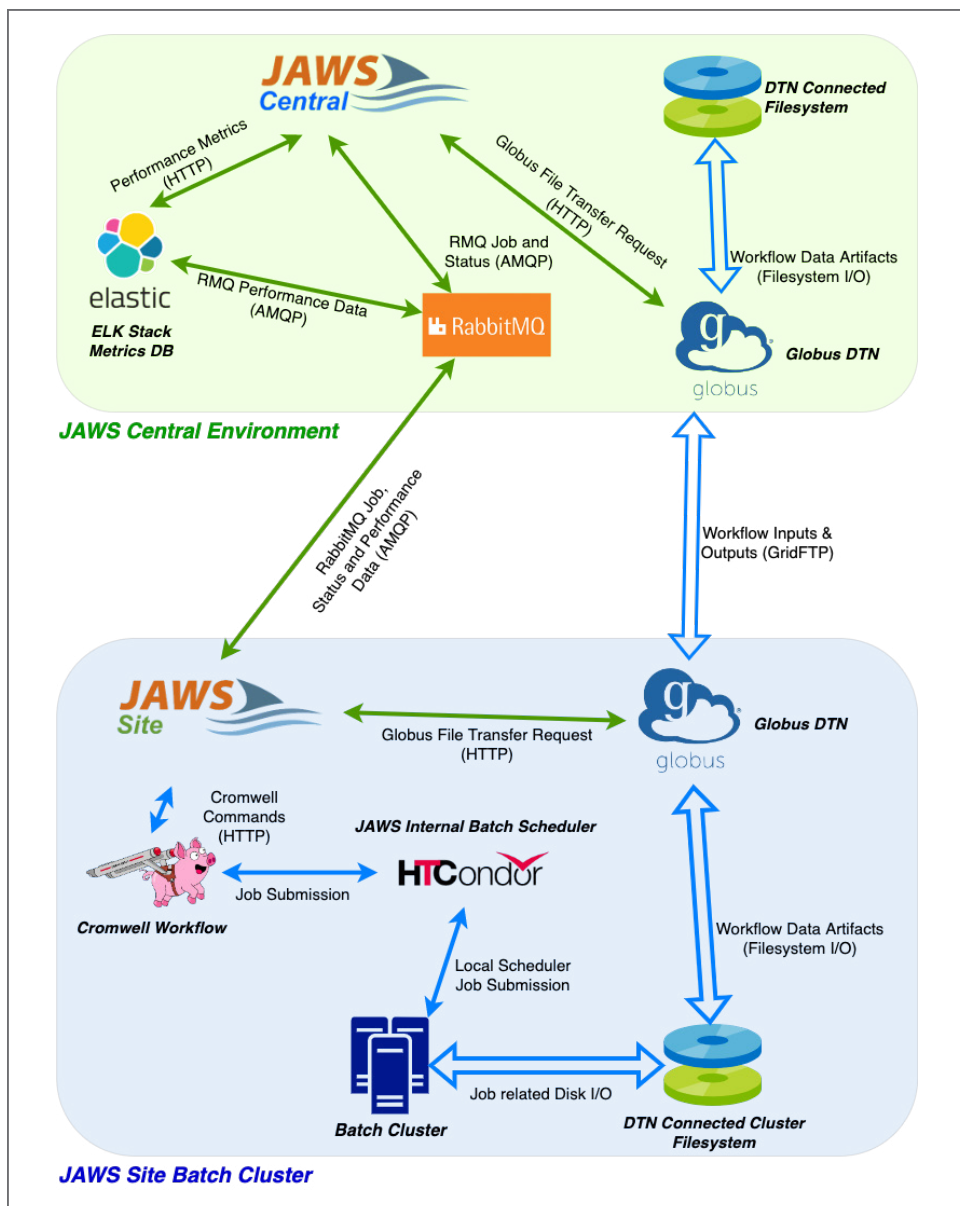 JAWS
Central
DTN Connected
Filesystem
Performance Metrics
(HTTP)
Globus File Transfer Request
(HTTP)
RMQ Job and
Status (AMQP)
Workflow Data Artifacts
(Filesystem I/O)
elastic
RMQ Performance Data
(AMQP)
RabbitMQ
ELK Stack
Metrics DB
g
globus
Globus DTN
JAWS Central Environment
RabbitMQ Job,
Status and Performance
Data (AMQP)
Workflow Inputs &
Outputs (GridFTP)
JAWS
Site
Globus File Transfer Request
(HTTP)
g
globus
Globus DTN
Cromwell
Commands
(HTTP)
JAWS Internal Batch Scheduler
HTCondor
Job Submission
Cromwell Workflow
Workflow Data Artifacts
(Filesystem I/O)
Local Scheduler
Job Submission
Job related Disk I/O
Batch Cluster
DTN Connected Cluster
Filesystem
JAWS Site Batch Cluster